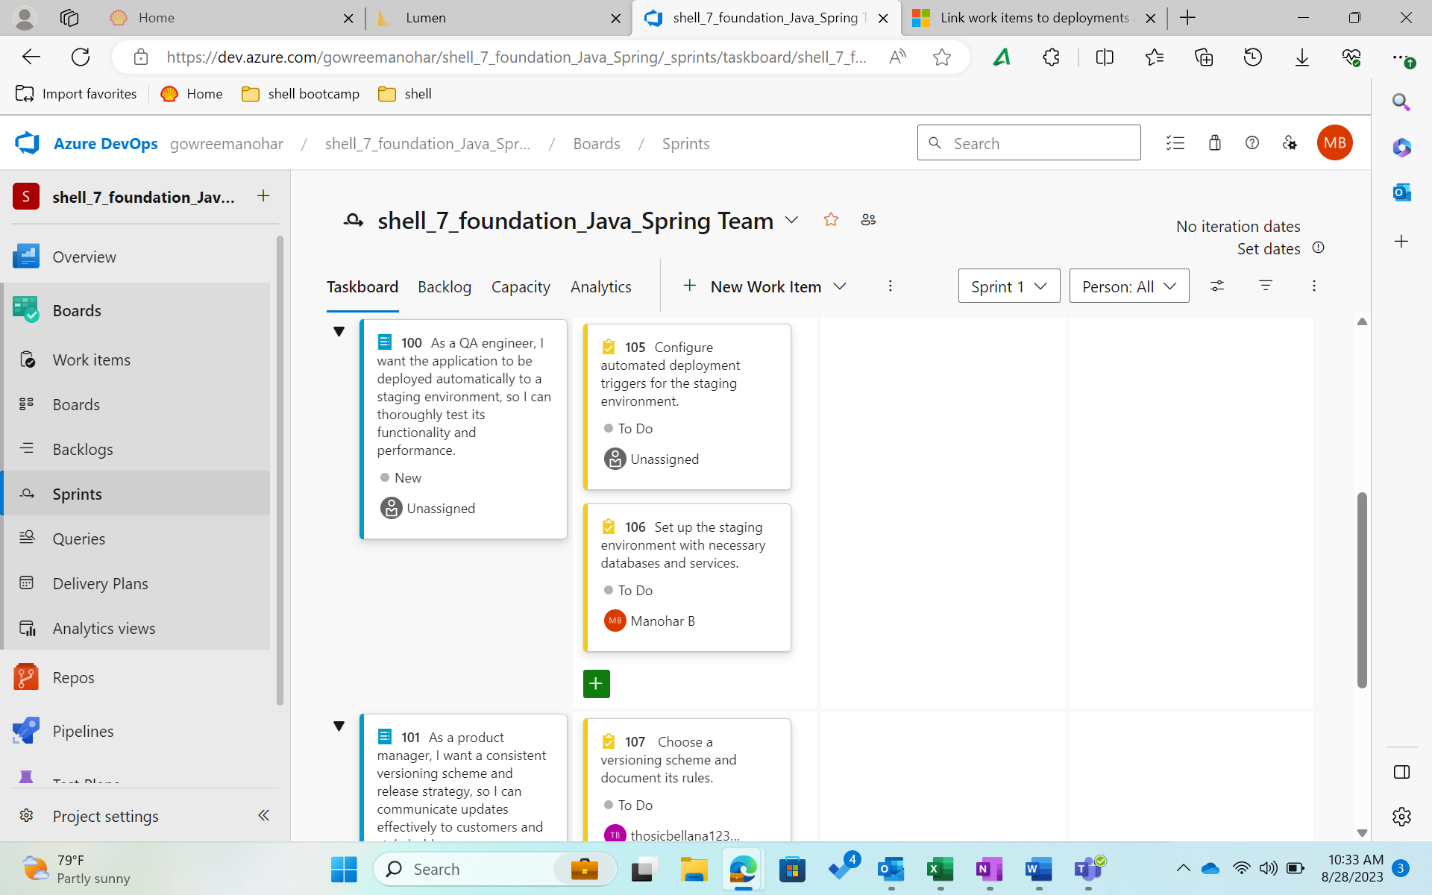 Home
Lumen
shell_7_foundation_Java_Spring T
Link work items to deployments
https://dev.azure.com/gowreemanohar/shell_7_foundation_Java_Spring/_sprints/taskboard/shell_7_f...
Import favorites
Home
shell bootcamp
shell
Azure DevOps
gowreemanohar
/
shell_7_foundation_Java_Spr...
/
Boards
/
Sprints
Search
MB
S
shell_7_foundation_Jav...
Overview
Boards
Work items
Boards
Backlogs
Sprints
Queries
Delivery Plans
Analytics views
Repos
Pipelines
Test Plans
Project settings
shell_7_foundation_Java_Spring Team
No iteration dates
Set dates
Taskboard
Backlog
Capacity
Analytics
New Work Item
Sprint 1
Person: All
100 As a QA engineer, I
want the application to be
deployed automatically to a
staging environment, so I can
thoroughly test its
functionality and
performance.
New
Unassigned
105 Configure
automated deployment
triggers for the staging
environment.
To Do
Unassigned
106 Set up the staging
environment with necessary
databases and services.
To Do
MB Manohar B
101 As a product
manager, I want a consistent
versioning scheme and
release strategy, so I can
communicate updates
effectively to customers and
107 Choose a
versioning scheme and
document its rules.
To Do
TB thosicbellana123...
79°F
Partly sunny
Search
4
10:33 AM
8/28/2023
3